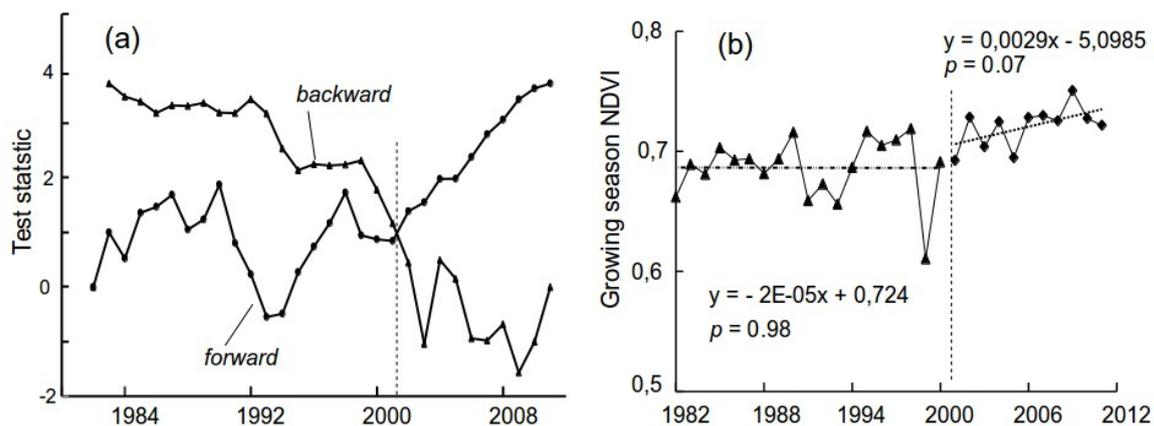 (a)
backward
forward
Test statistic
4
2
0
-2
1984
1992
2000
2008
(b)
y = 0,0029x - 5,0985
p = 0.07
y = - 2E-05x + 0,724
p = 0.98
Growing season NDVI
0,8
0,7
0,6
0,5
1982
1988
1994
2000
2006
2012